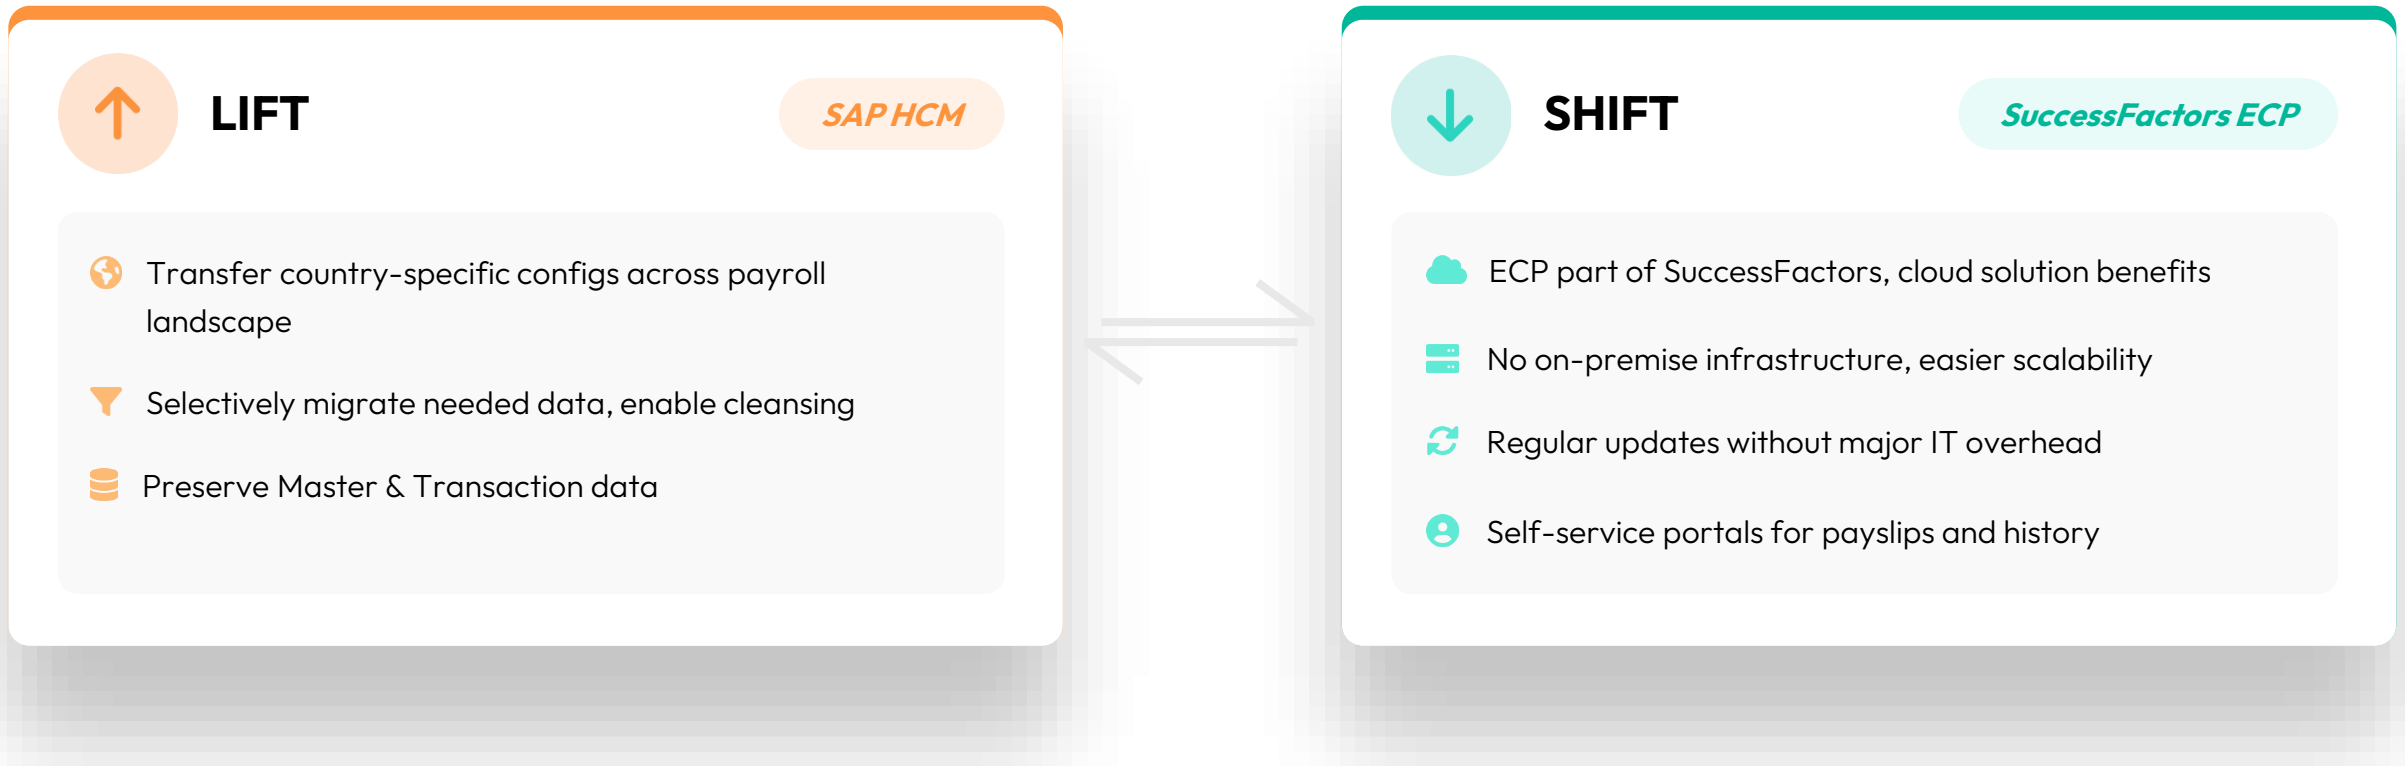 LIFT
SAP HCM
Transfer country-specific configs across payroll
landscape
Selectively migrate needed data, enable cleansing
Preserve Master & Transaction data
SHIFT
SuccessFactors ECP
ECP part of SuccessFactors, cloud solution benefits
No on-premise infrastructure, easier scalability
Regular updates without major IT overhead
Self-service portals for payslips and history